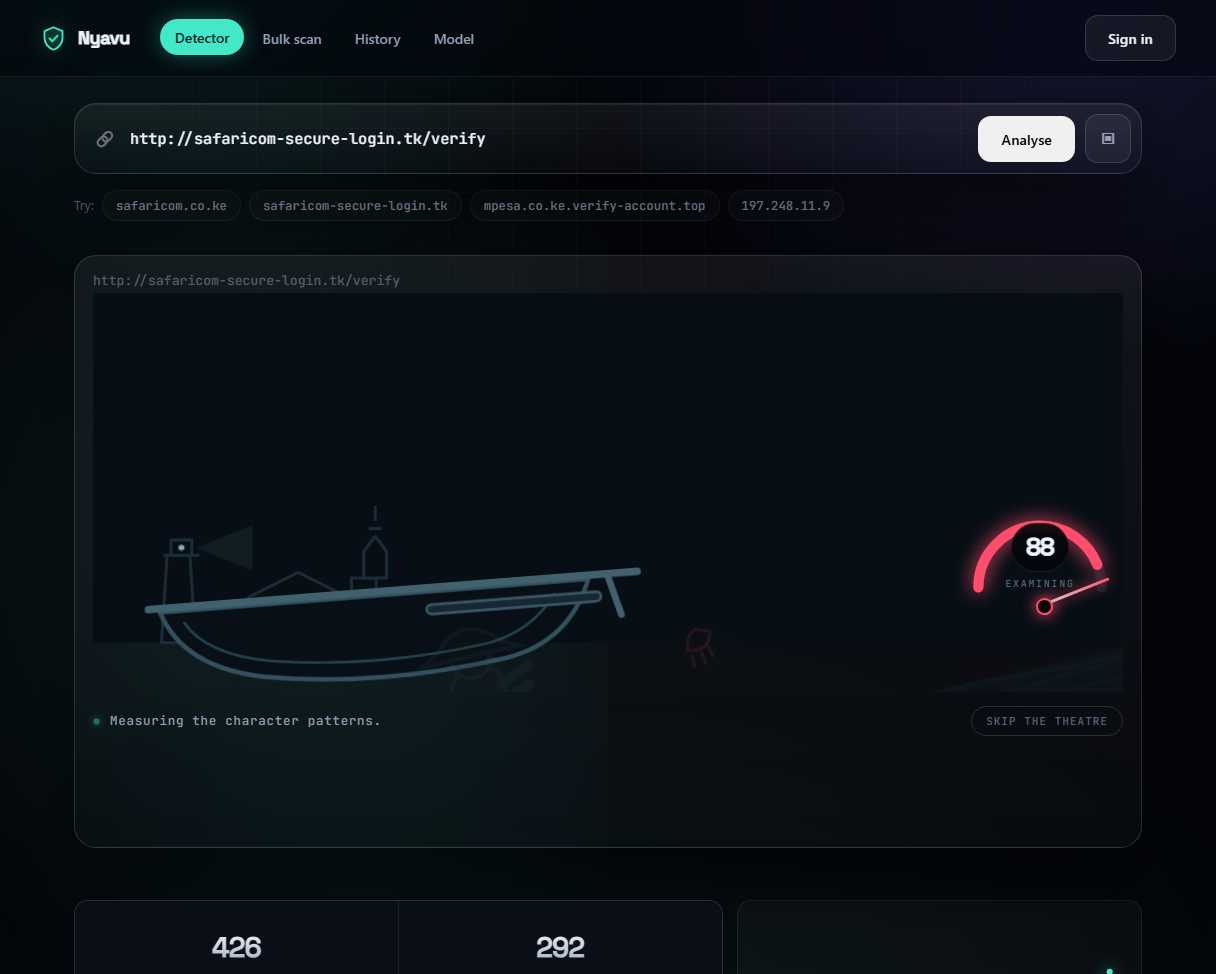 Nyavu
Detector
Bulk scan
History
Model
Sign in
http://safaricom-secure-login.tk/verify
Analyse
Try:
safaricom.co.ke
safaricom-secure-login.tk
mpesa.co.ke.verify-account.top
197.248.11.9
http://safaricom-secure-login.tk/verify
88
EXAMINING
Measuring the character patterns.
SKIP THE THEATRE
426
292